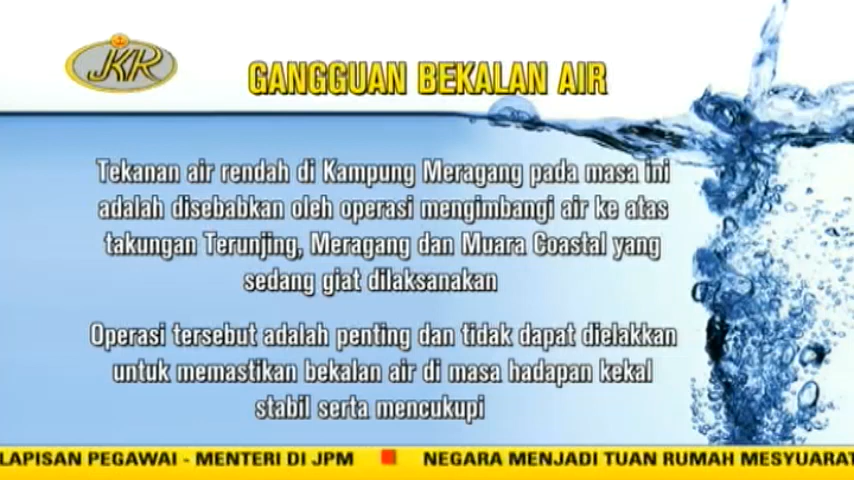 JKR
GANGGUAN BEKALAN AIR
Tekanan air rendah di Kampung Meragang pada masa ini
adalah disebabkan oleh operasi mengimbangi air ke atas
takungan Terunjing, Meragang dan Muara Coastal yang
sedang giat dilaksanakan
Operasi tersebut adalah penting dan tidak dapat dielakkan
untuk memastikan bekalan air di masa hadapan kekal
stabil serta mencukupi
LAPISAN PEGAWAI - MENTERI DI JPM NEGARA MENJADI TUAN RUMAH MESYUARAT